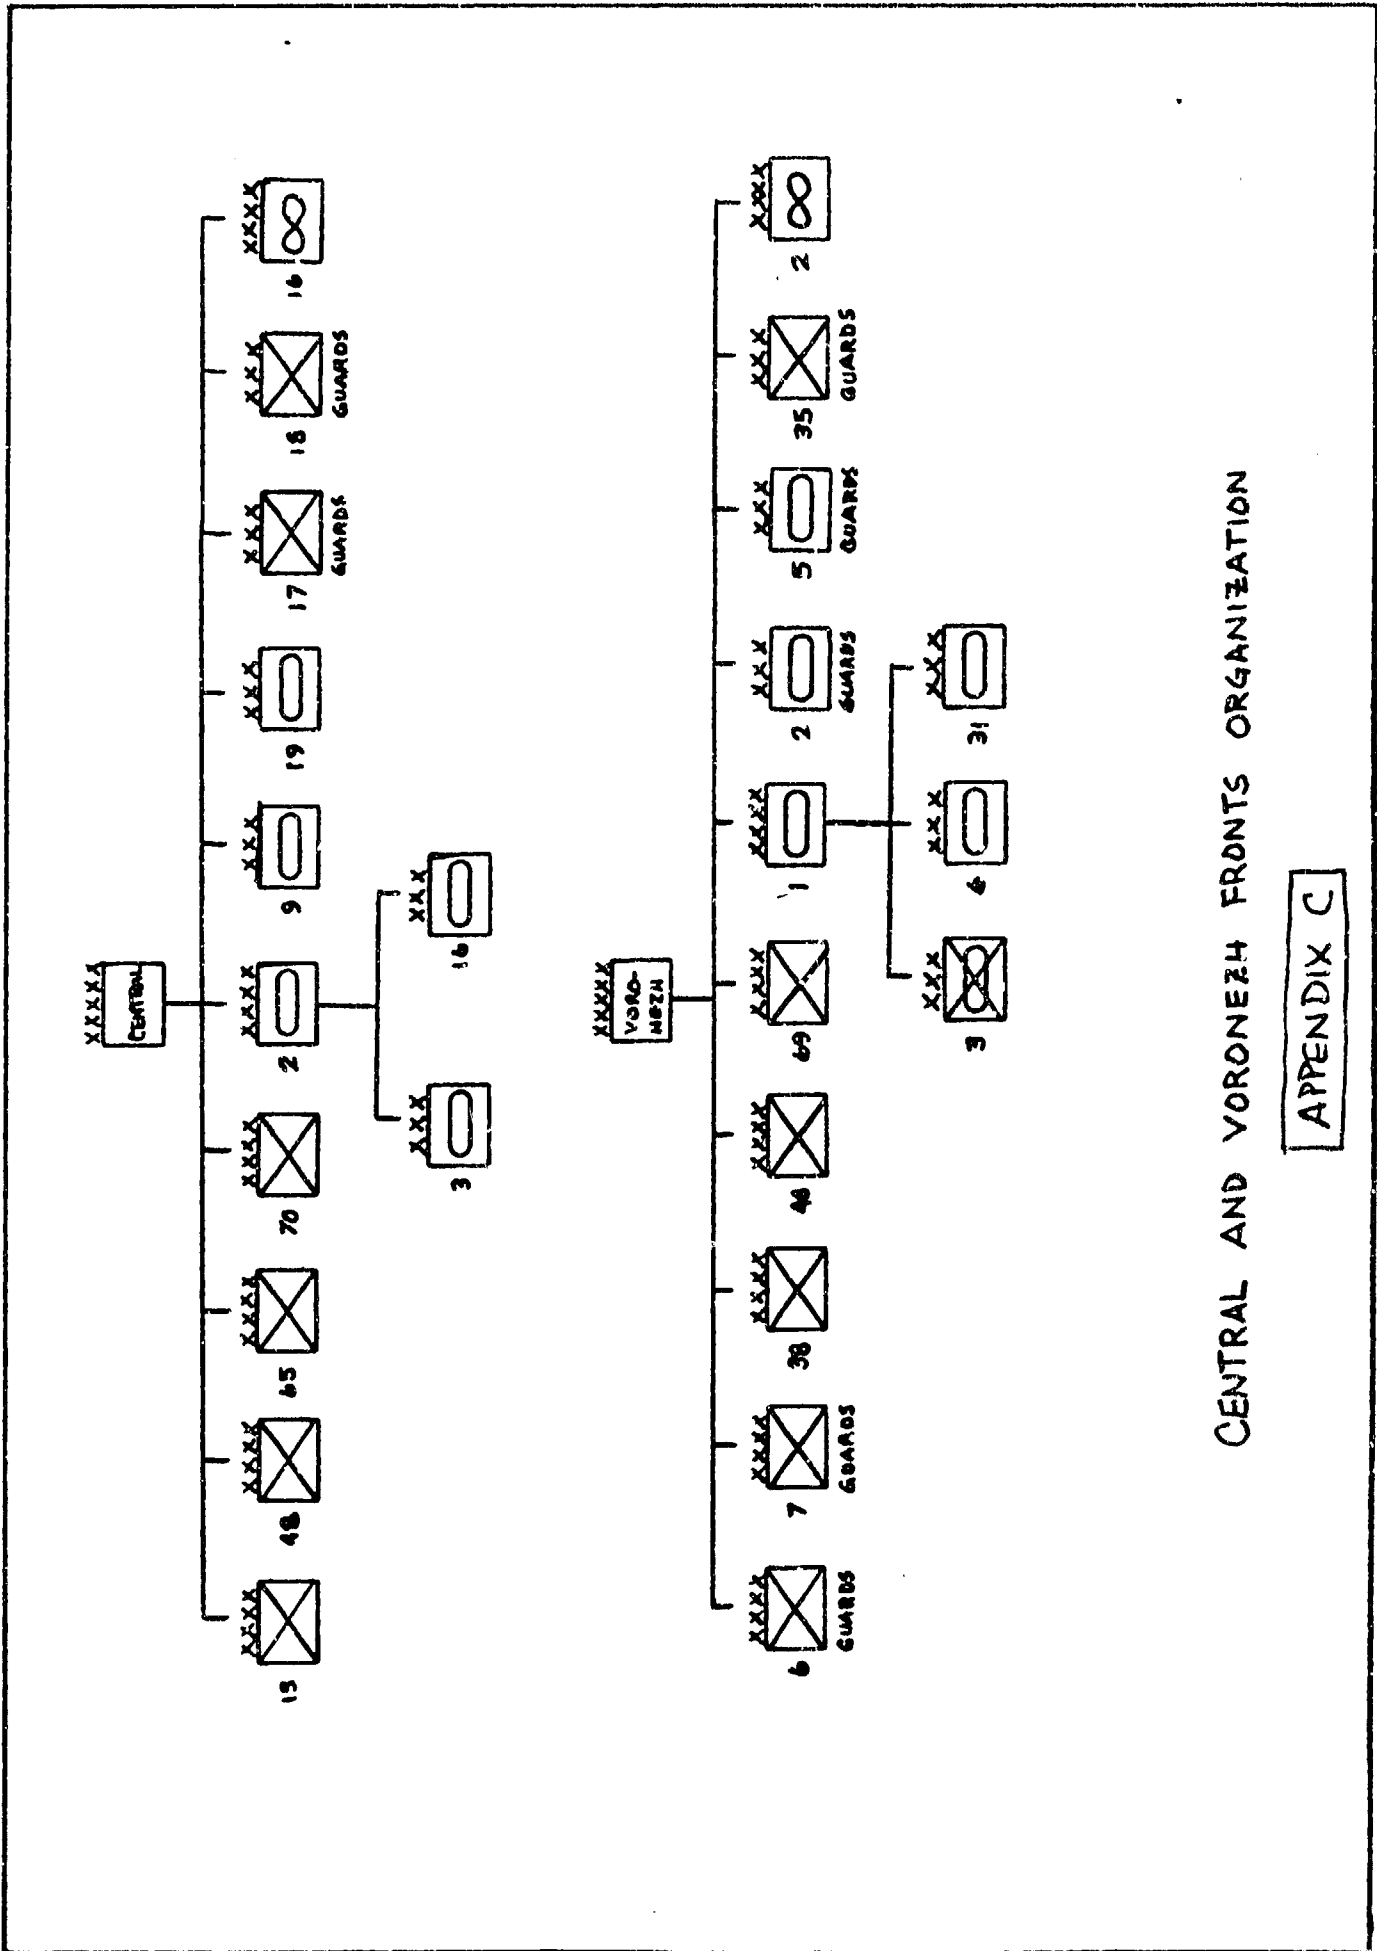 XXXXX
CENTRAL
XXXX XXXX XXXX XXXX XXXX XXX XXX XXX XXX XXXX
13 48 65 70 2 9 19 17 18 16
GUARDS GUARDS
XXX XXX
3 16
XXXXX
VORO-
NEZH
XXXX XXXX XXXX XXXX XXXX XXXX XXX XXX XXX XXXX
6 7 38 69 1 2 5 35 2
GUARDS GUARDS GUARDS GUARDS GUARDS
XXX XXX XXX
3 4 31
CENTRAL AND VORONEZH FRONTS ORGANIZATION
APPENDIX C